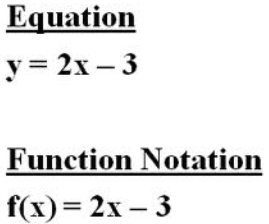 Equation
y = 2x – 3
Function Notation
f(x) = 2x – 3